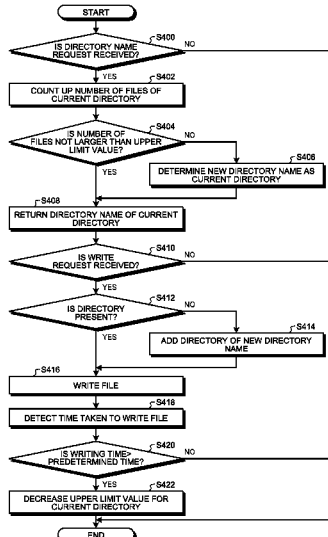 START
S400
IS DIRECTORY NAME
REQUEST RECEIVED?
NO
YES
S402
COUNT UP NUMBER OF FILES OF
CURRENT DIRECTORY
S404
IS NUMBER OF
FILES NOT LARGER THAN UPPER
LIMIT VALUE?
NO
YES
S406
DETERMINE NEW DIRECTORY NAME AS
CURRENT DIRECTORY
S408
RETURN DIRECTORY NAME OF CURRENT
DIRECTORY
S410
IS WRITE
REQUEST RECEIVED?
NO
YES
S412
IS DIRECTORY
PRESENT?
NO
YES
S414
ADD DIRECTORY OF NEW DIRECTORY
NAME
S416
WRITE FILE
S418
DETECT TIME TAKEN TO WRITE FILE
S420
IS WRITING TIME>
PREDETERMINED TIME?
NO
YES
S422
DECREASE UPPER LIMIT VALUE FOR
CURRENT DIRECTORY
END